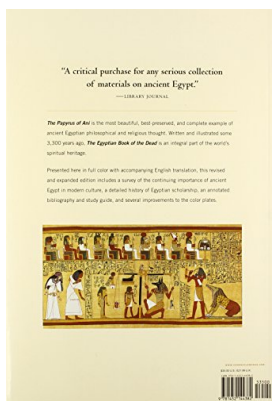 "A critical purchase for any serious collection
of materials on ancient Egypt."
—LIBRARY JOURNAL
The Papyrus of Ani is the most beautiful, best-preserved, and complete example of
ancient Egyptian philosophical and religious thought. Written and illustrated some
3,300 years ago, The Egyptian Book of the Dead is an integral part of the world's
spiritual heritage.
Presented here in full color with accompanying English translation, this revised
and expanded edition includes a survey of the continuing importance of ancient
Egypt in modern culture, a detailed history of Egyptian scholarship, an annotated
bibliography and study guide, and several improvements to the color plates.